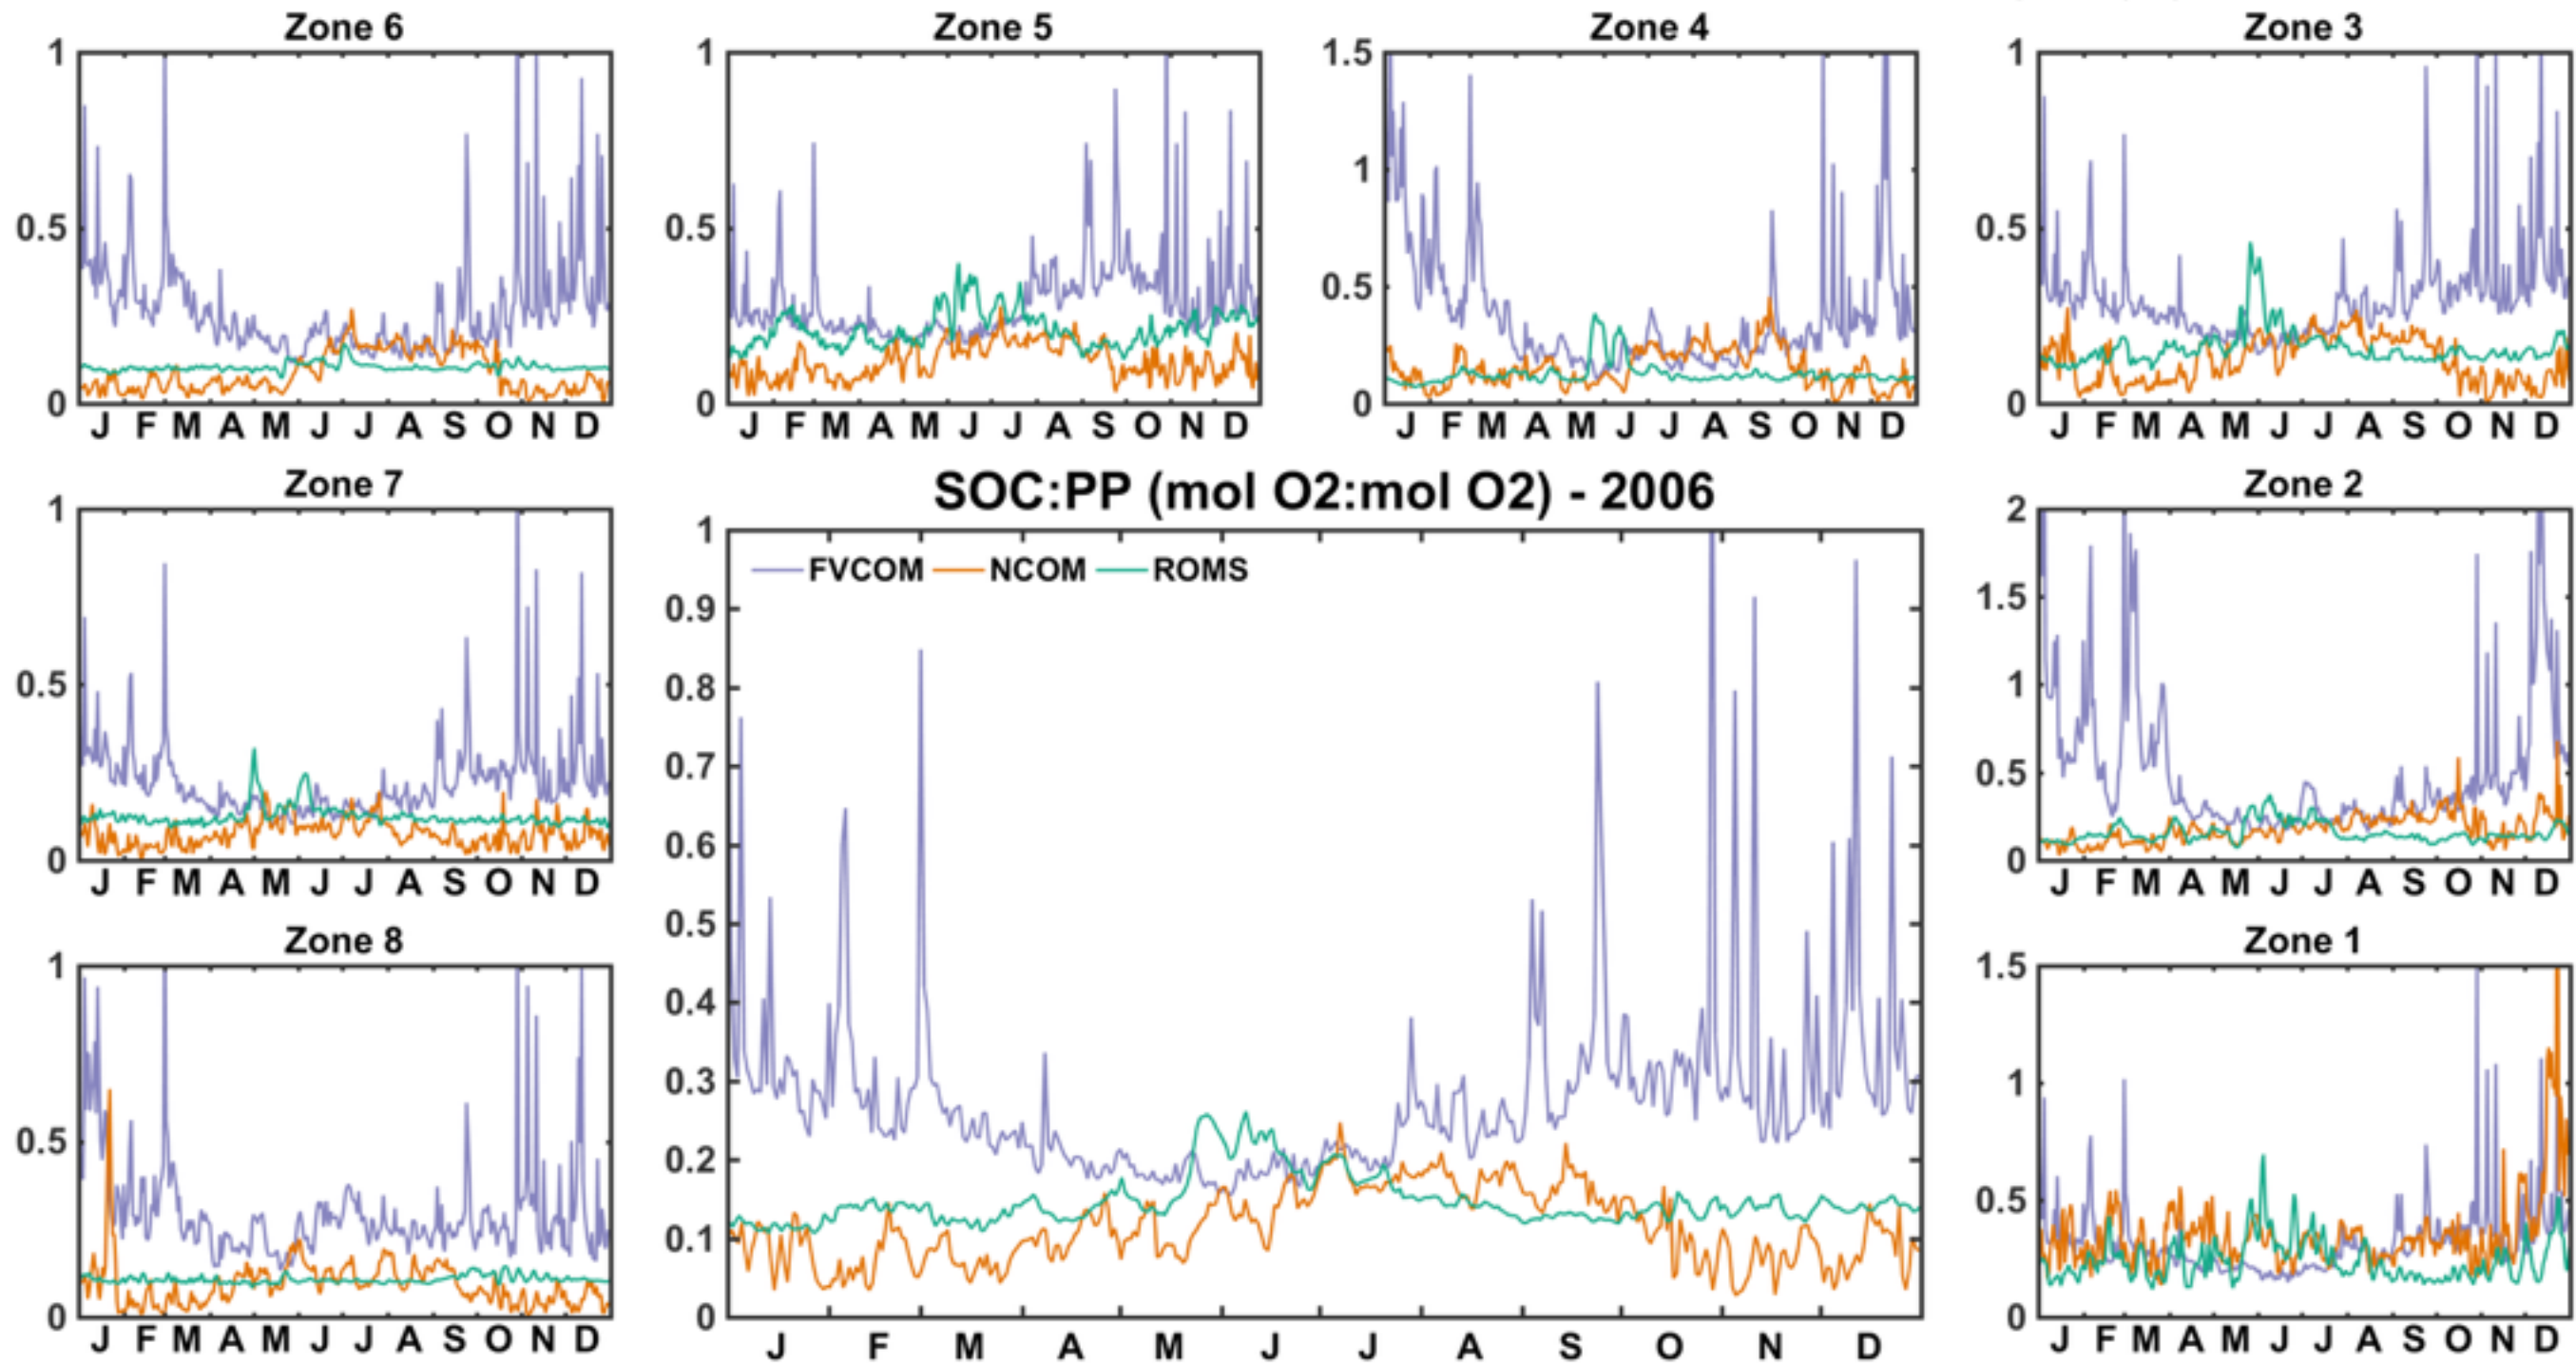 Zone 6
1
0.5
0
J F M A M J J A S O N D
Zone 5
1
0.5
0
J F M A M J J A S O N D
Zone 4
1.5
1
0.5
0
J F M A M J J A S O N D
Zone 3
1
0.5
0
J F M A M J J A S O N D
Zone 7
1
0.5
0
J F M A M J J A S O N D
SOC:PP (mol O2:mol O2) - 2006
FVCOM NCOM ROMS
1
0.9
0.8
0.7
0.6
0.5
0.4
0.3
0.2
0.1
0
J F M A M J J A S O N D
Zone 2
2
1.5
1
0.5
0
J F M A M J J A S O N D
Zone 8
1
0.5
0
J F M A M J J A S O N D
Zone 1
1.5
1
0.5
0
J F M A M J J A S O N D